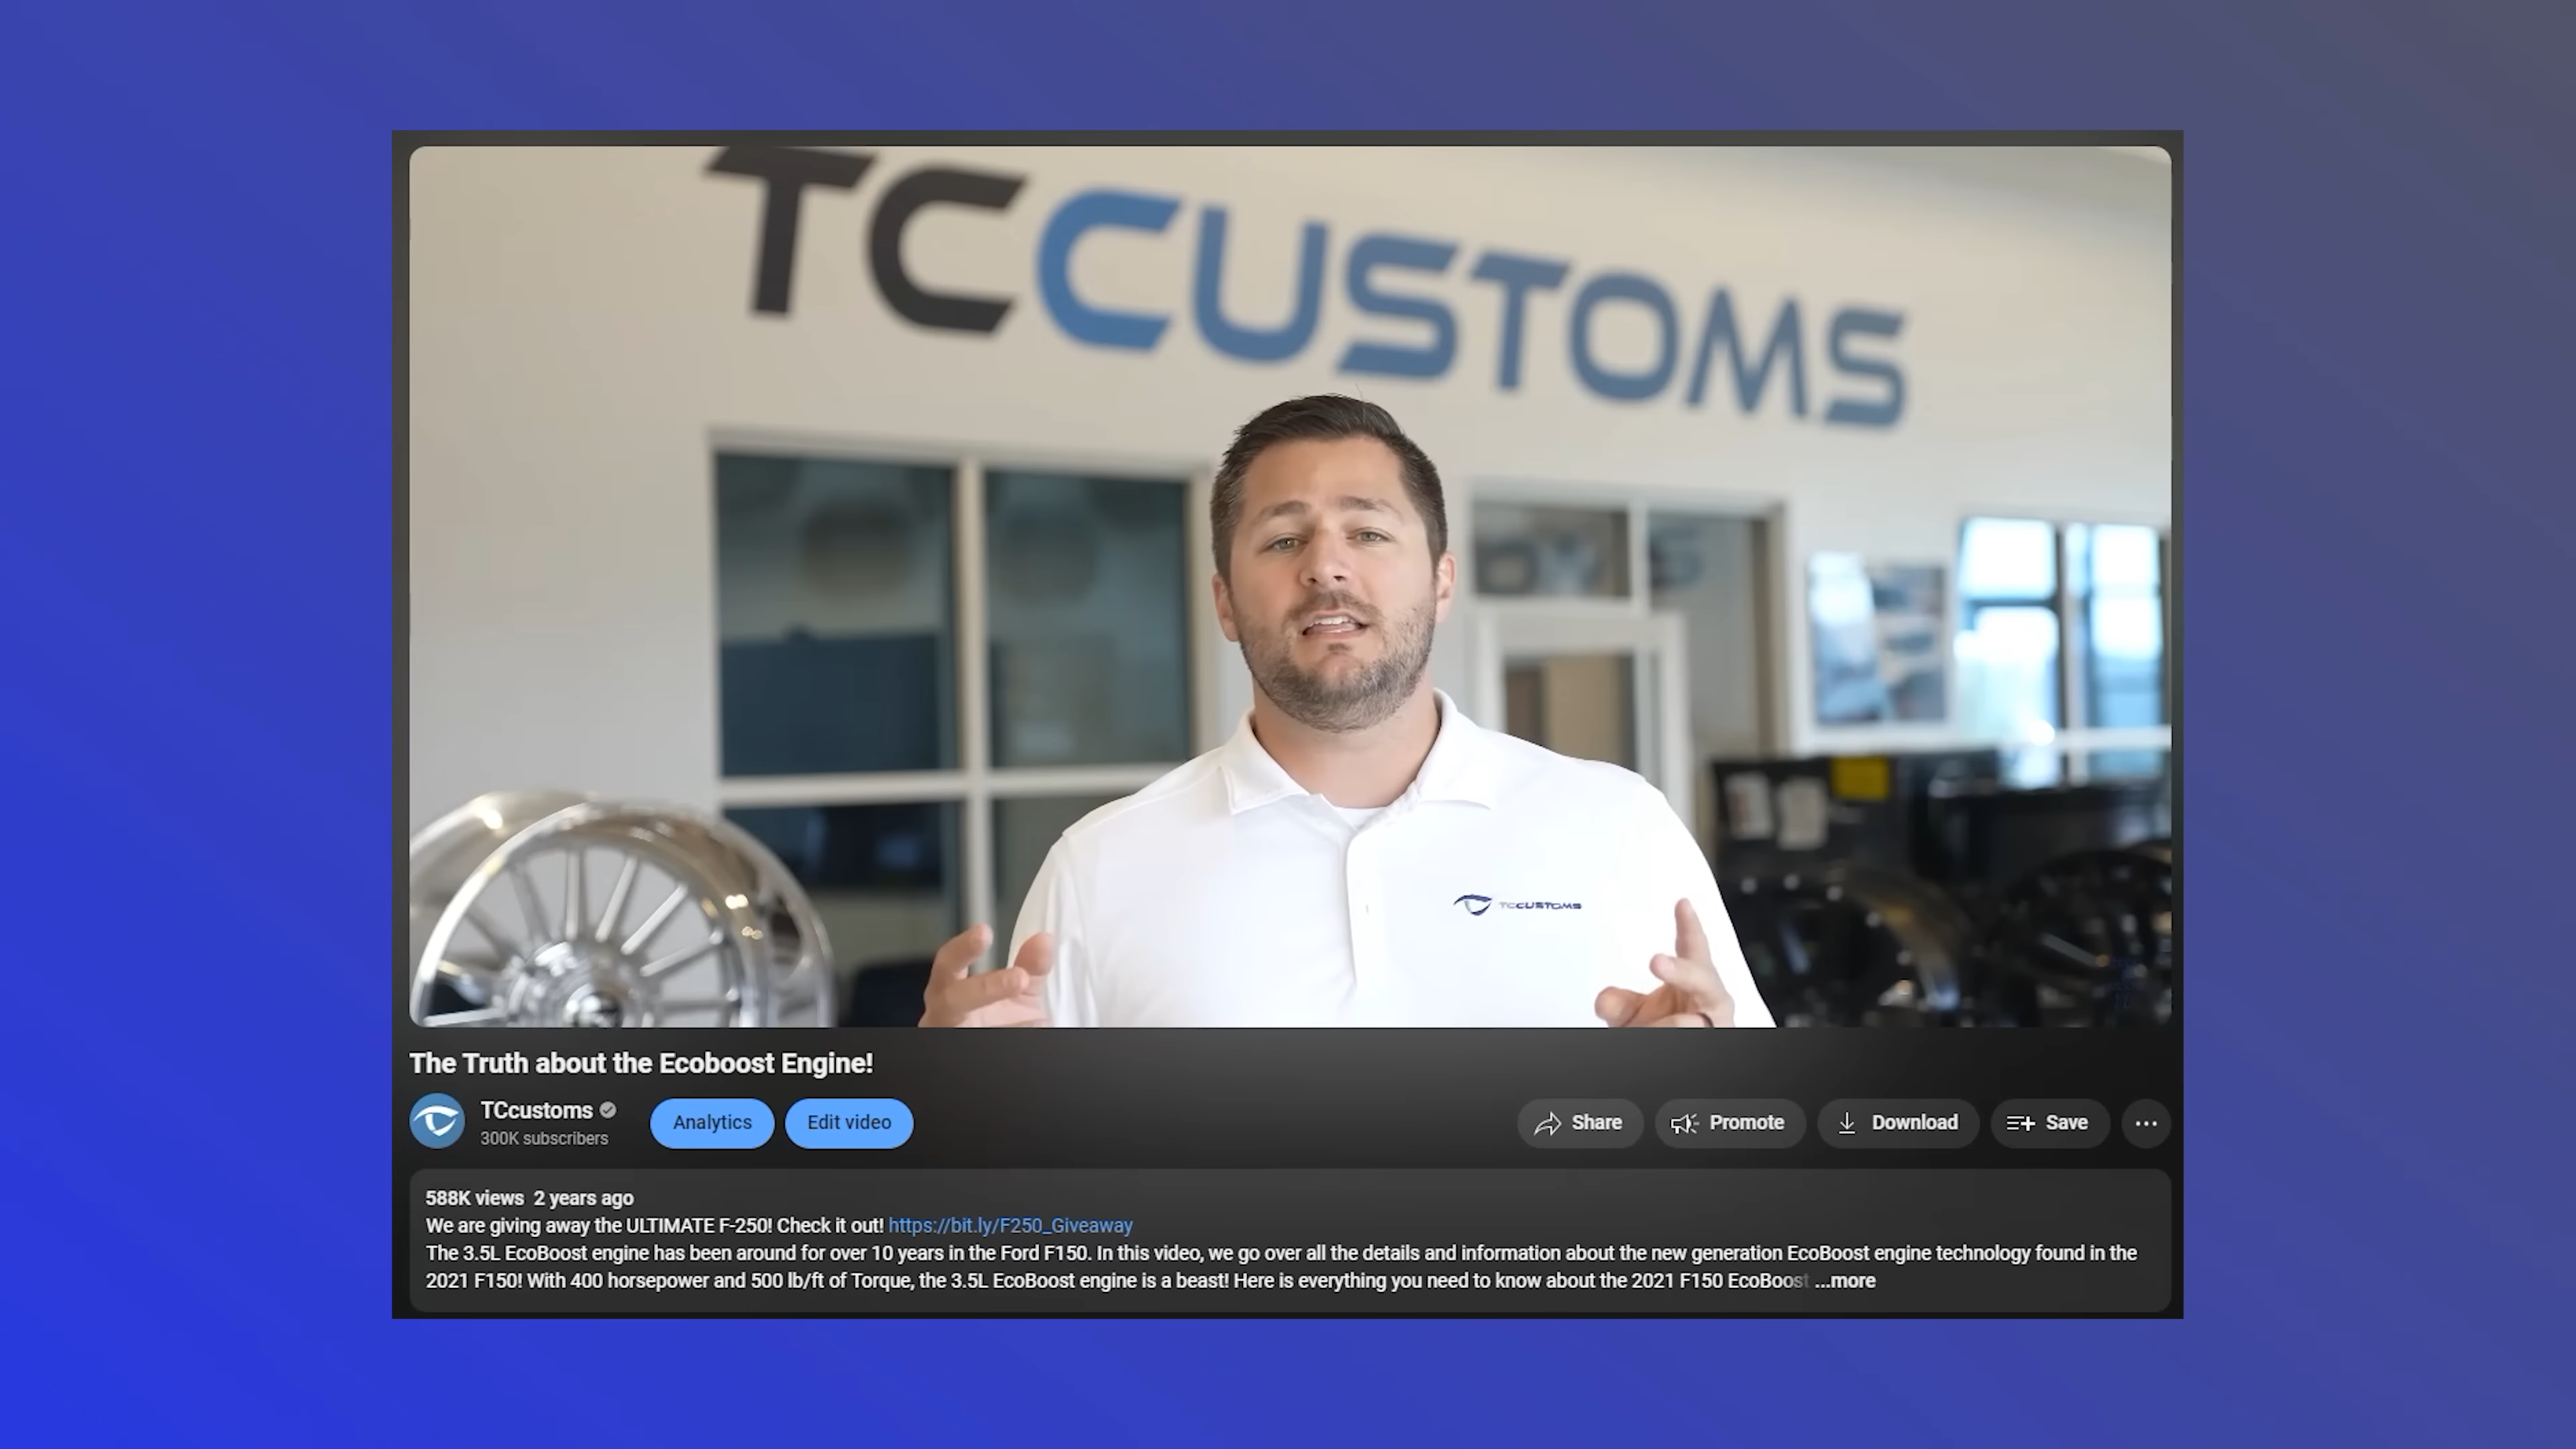 TCCUSTOMS
TCCUSTOMS
The Truth about the Ecoboost Engine!
TCcustoms
300K subscribers
Analytics
Edit video
Share
Promote
Download
Save
588K views 2 years ago
We are giving away the ULTIMATE F-250! Check it out! https://bit.ly/F250_Giveaway
The 3.5L EcoBoost engine has been around for over 10 years in the Ford F150. In this video, we go over all the details and information about the new generation EcoBoost engine technology found in the
2021 F150! With 400 horsepower and 500 lb/ft of Torque, the 3.5L EcoBoost engine is a beast! Here is everything you need to know about the 2021 F150 EcoBoost ...more